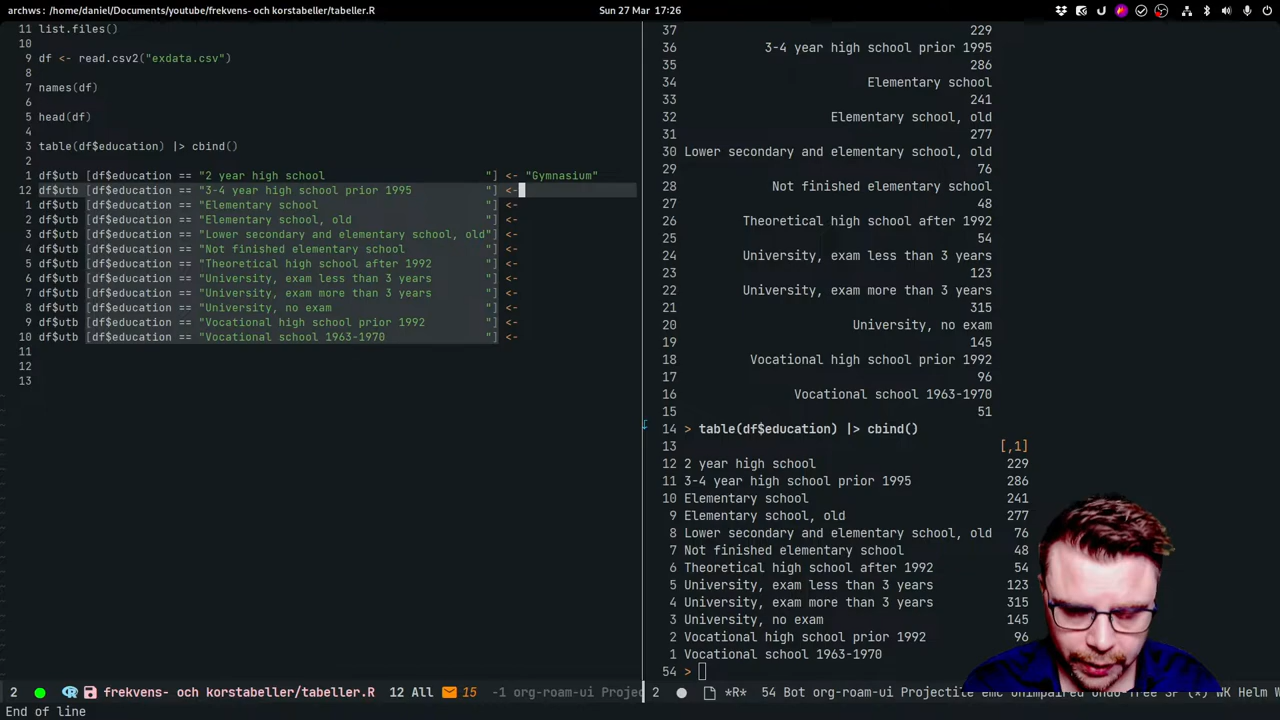 archws : /home/daniel/Documents/youtube/frekvens- och korstabeller/tabeller.R
Sun 27 Mar 17:26
11 list.files()
10
9 df <- read.csv2("exdata.csv")
8
7 names(df)
6
5 head(df)
4
3 table(df$education) |> cbind()
2
1 df$utb [df$education == "2 year high school "] <- "Gymnasium"
12 df$utb [df$education == "3-4 year high school prior 1995 "] <-
1 df$utb [df$education == "Elementary school "] <-
2 df$utb [df$education == "Elementary school, old "] <-
3 df$utb [df$education == "Lower secondary and elementary school, old"] <-
4 df$utb [df$education == "Not finished elementary school "] <-
5 df$utb [df$education == "Theoretical high school after 1992 "] <-
6 df$utb [df$education == "University, exam less than 3 years "] <-
7 df$utb [df$education == "University, exam more than 3 years "] <-
8 df$utb [df$education == "University, no exam "] <-
9 df$utb [df$education == "Vocational high school prior 1992 "] <-
10 df$utb [df$education == "Vocational school 1963-1970 "] <-
11
12
13
37 229
36 3-4 year high school prior 1995
35 286
34 Elementary school
33 241
32 Elementary school, old
31 277
30 Lower secondary and elementary school, old
29 76
28 Not finished elementary school
27 48
26 Theoretical high school after 1992
25 54
24 University, exam less than 3 years
23 123
22 University, exam more than 3 years
21 315
20 University, no exam
19 145
18 Vocational high school prior 1992
17 96
16 Vocational school 1963-1970
15 51
14 > table(df$education) |> cbind()
13 [,1]
12 2 year high school 229
11 3-4 year high school prior 1995 286
10 Elementary school 241
9 Elementary school, old 277
8 Lower secondary and elementary school, old 76
7 Not finished elementary school 48
6 Theoretical high school after 1992 54
5 University, exam less than 3 years 123
4 University, exam more than 3 years 315
3 University, no exam 145
2 Vocational high school prior 1992 96
1 Vocational school 1963-1970
54 >
2 frekvens- och korstabeller/tabeller.R 12 All 15 -1 org-roam-ui Projec
2 *R* 54 Bot org-roam-ui Projectile emc Unimpaired Undo-Tree SP (*) WK Helm W
End of line